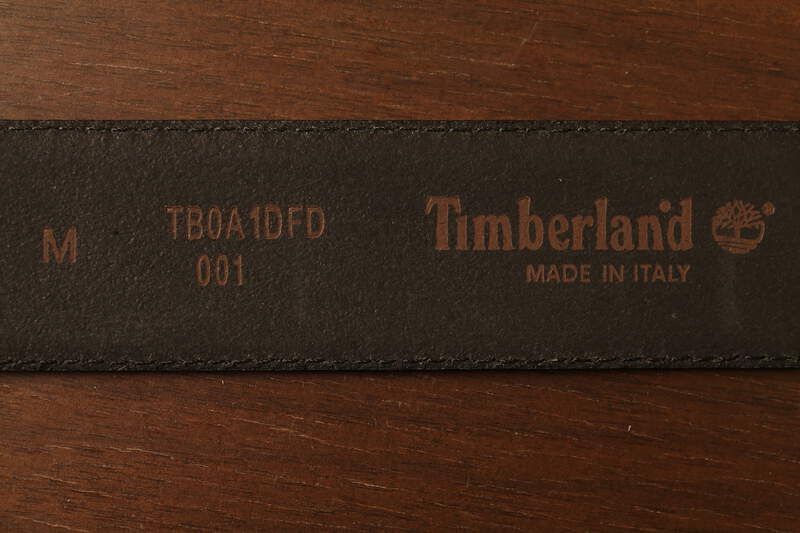 M
TB0A1DFD
001
Timberland®
MADE IN ITALY